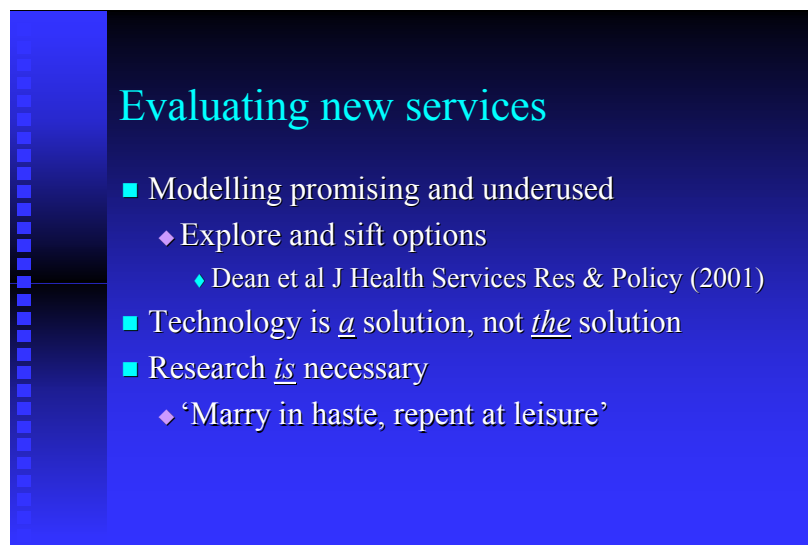 Evaluating new services
Modelling promising and underused
Explore and sift options
Dean et al J Health Services Res & Policy (2001)
Technology is a solution, not the solution
Research is necessary
‘Marry in haste, repent at leisure’